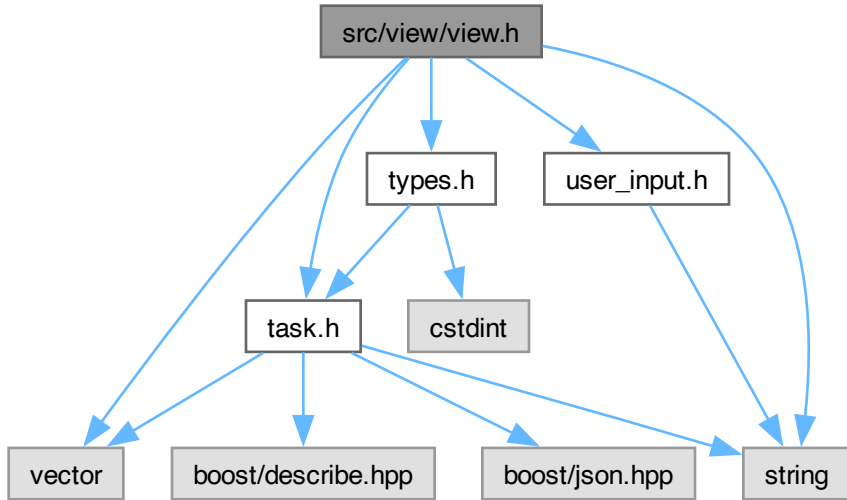 src/view/view.h
types.h
user_input.h
task.h
cstdint
vector
boost/describe.hpp
boost/json.hpp
string